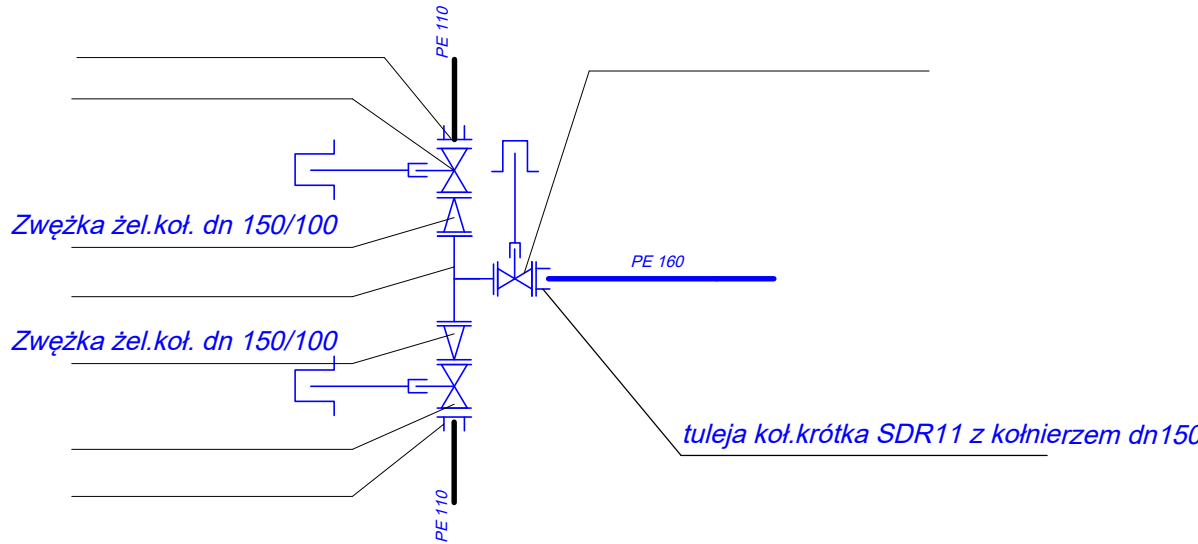 PE 110
Zwężka żel.koł. dn 150/100
PE 160
Zwężka żel.koł. dn 150/100
tuleja koł.krótka SDR11 z kołnierzem dn150
PE 110